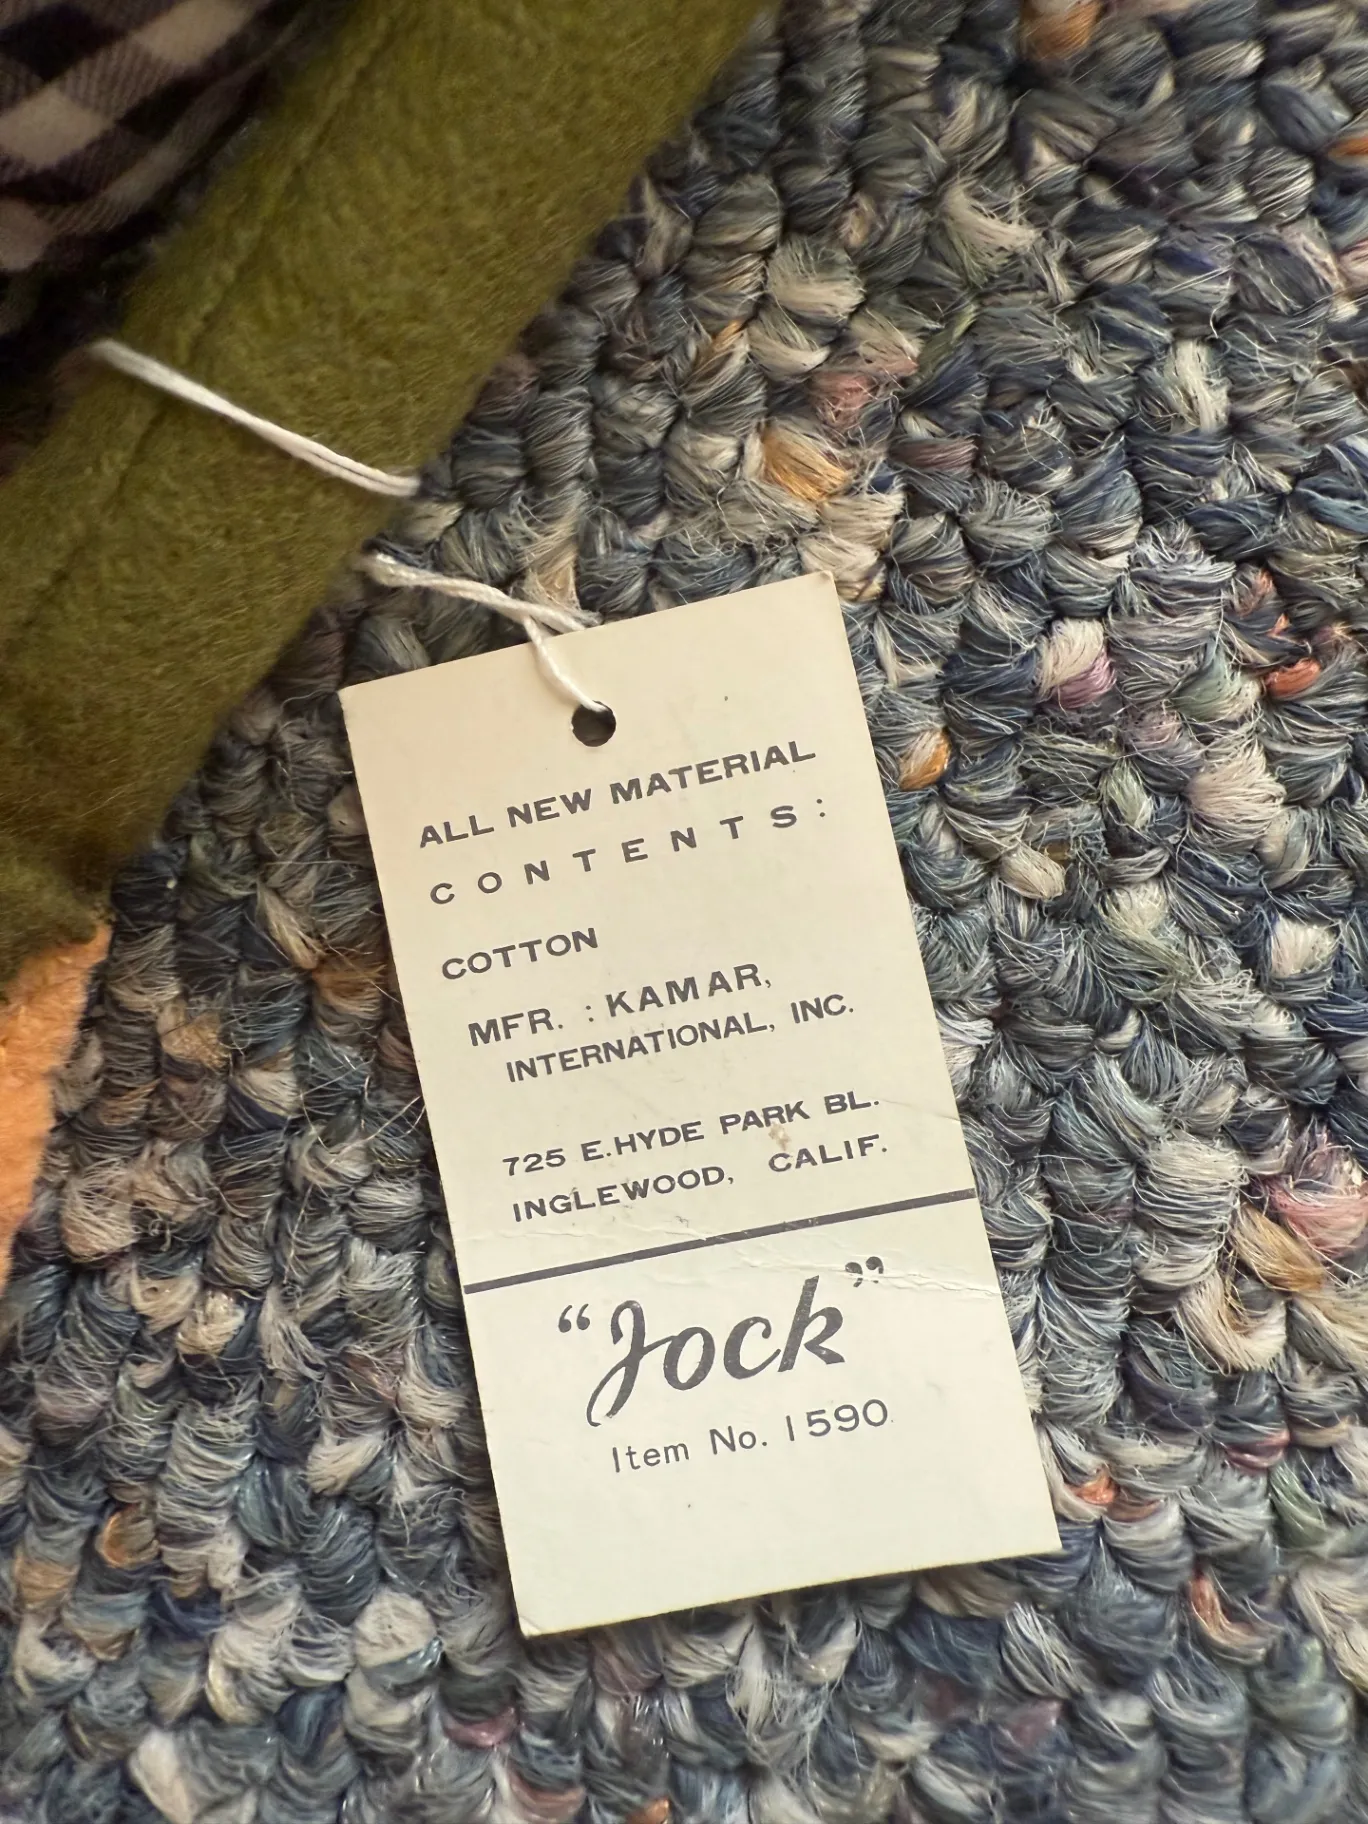 ALL NEW MATERIAL
CONTENTS:
COTTON
MFR. : KAMAR,
INTERNATIONAL, INC.
725 E.HYDE PARK BL.
INGLEWOOD, CALIF.
“Jock”
Item No. 1590